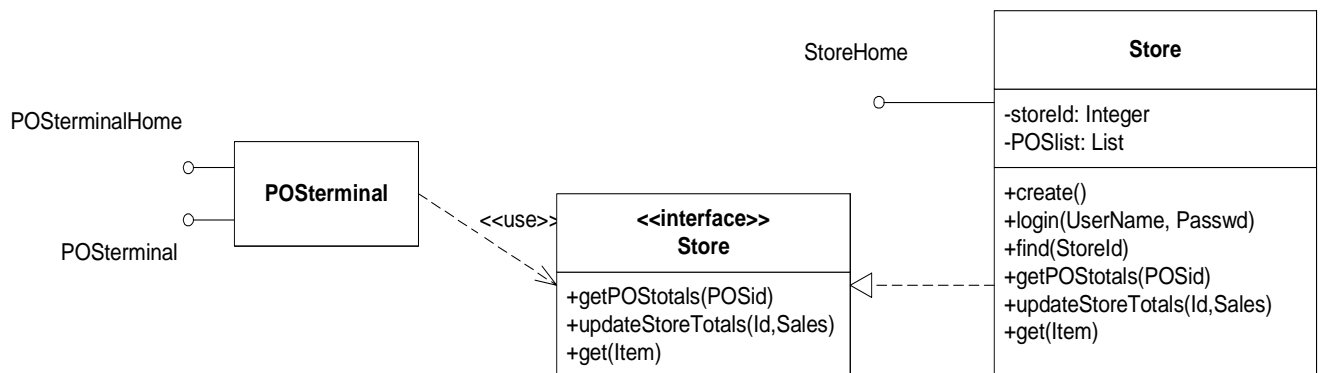 POSterminalHome
POSterminal
POSterminal
<<use>>
<<interface>>
Store
+getPOStotals(POSid)
+updateStoreTotals(Id,Sales)
+get(Item)
StoreHome
Store
-storeId: Integer
-POSlist: List
+create()
+login(UserName, Passwd)
+find(StoreId)
+getPOStotals(POSid)
+updateStoreTotals(Id,Sales)
+get(Item)